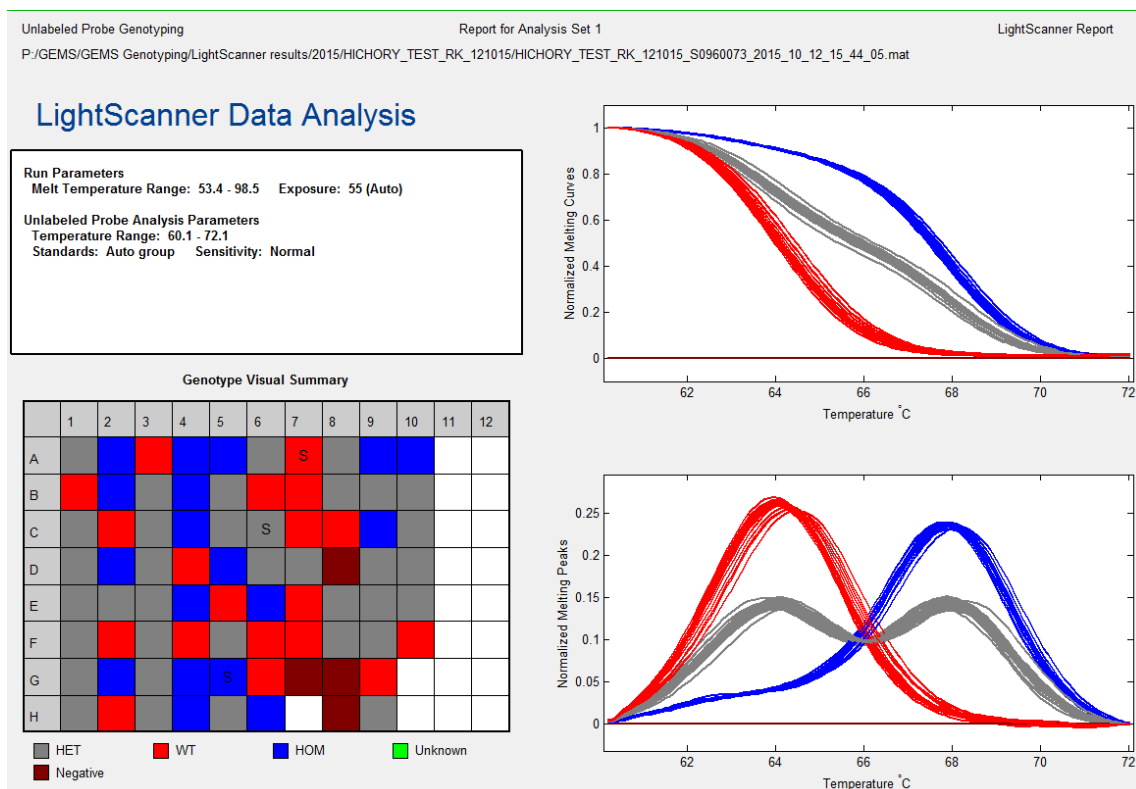 Unlabeled Probe Genotyping Report for Analysis Set 1 LightScanner Report
P:/GEMS/GEMS Genotyping/LightScanner results/2015/HICHORY_TEST_RK_121015/HICHORY_TEST_RK_121015_S0960073_2015_10_12_15_44_05.mat
LightScanner Data Analysis
Run Parameters
Melt Temperature Range: 53.4 - 98.5 Exposure: 55 (Auto)
Unlabeled Probe Analysis Parameters
Temperature Range: 60.1 - 72.1
Standards: Auto group Sensitivity: Normal
Genotype Visual Summary
1 2 3 4 5 6 7 8 9 10 11 12
A S
B
C S
D
E
F
G S
H
HET WT HOM Unknown
Negative
Normalized Melting Curves
1
0.8
0.6
0.4
0.2
0
62 64 66 68 70 72
Temperature °C
Normalized Melting Peaks
0.25
0.2
0.15
0.1
0.05
0
62 64 66 68 70 72
Temperature °C